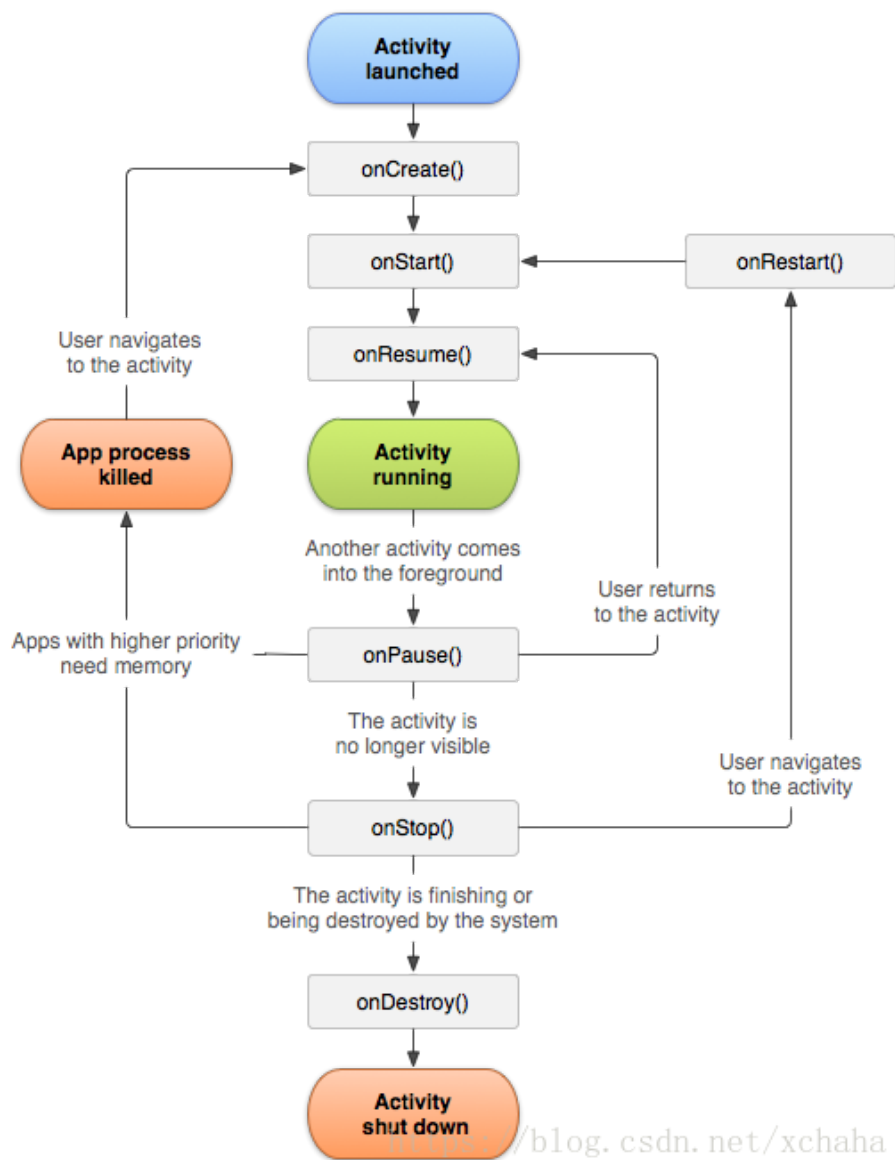 Activity
launched
onCreate()
onStart()
onRestart()
User navigates
to the activity
onResume()
App process
killed
Activity
running
Another activity comes
into the foreground
User returns
to the activity
Apps with higher priority
need memory
onPause()
The activity is
no longer visible
User navigates
to the activity
onStop()
The activity is finishing or
being destroyed by the system
onDestroy()
Activity
shut down
blog.csdn.net/xchaha